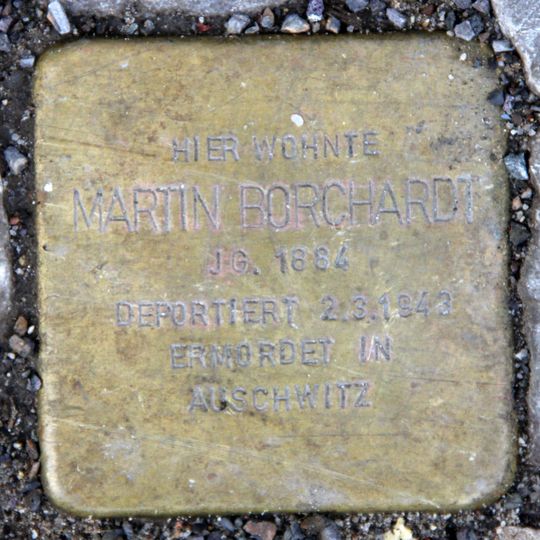 HIER WOHNTE
MARTIN BORCHARDT
JG. 1884
DEPORTIERT 2.3.1943
ERMORDET IN
AUSCHWITZ